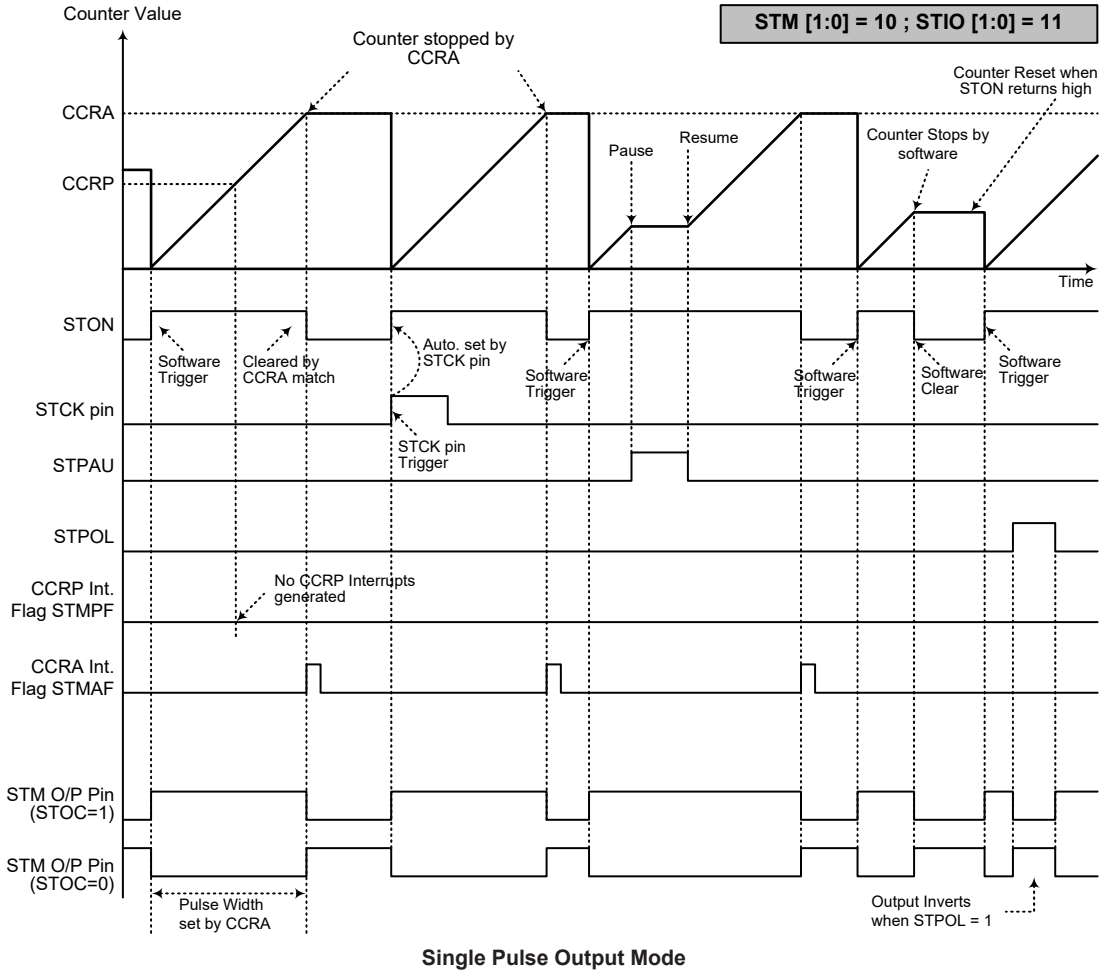 Counter Value
STM [1:0] = 10 ; STIO [1:0] = 11
Counter stopped by
CCRA
Counter Reset when
STON returns high
CCRA
Pause
Resume
Counter Stops by
software
CCRP
Time
STON
Software
Trigger
Cleared by
CCRA match
Auto. set by
STCK pin
Software
Trigger
Software
Trigger
Software
Clear
Software
Trigger
STCK pin
STCK pin
Trigger
STPAU
STPOL
CCRP Int.
Flag STMPF
No CCRP Interrupts
generated
CCRA Int.
Flag STMAF
STM O/P Pin
(STOC=1)
STM O/P Pin
(STOC=0)
Pulse Width
set by CCRA
Output Inverts
when STPOL = 1
Single Pulse Output Mode